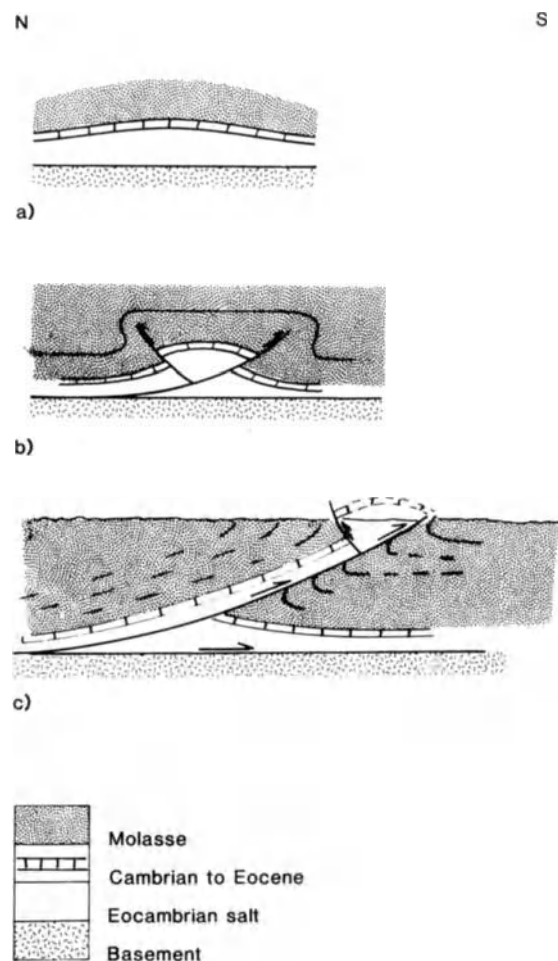 N S
a)
b)
c)
Molasse
Cambrian to Eocene
Eocambrian salt
Basement